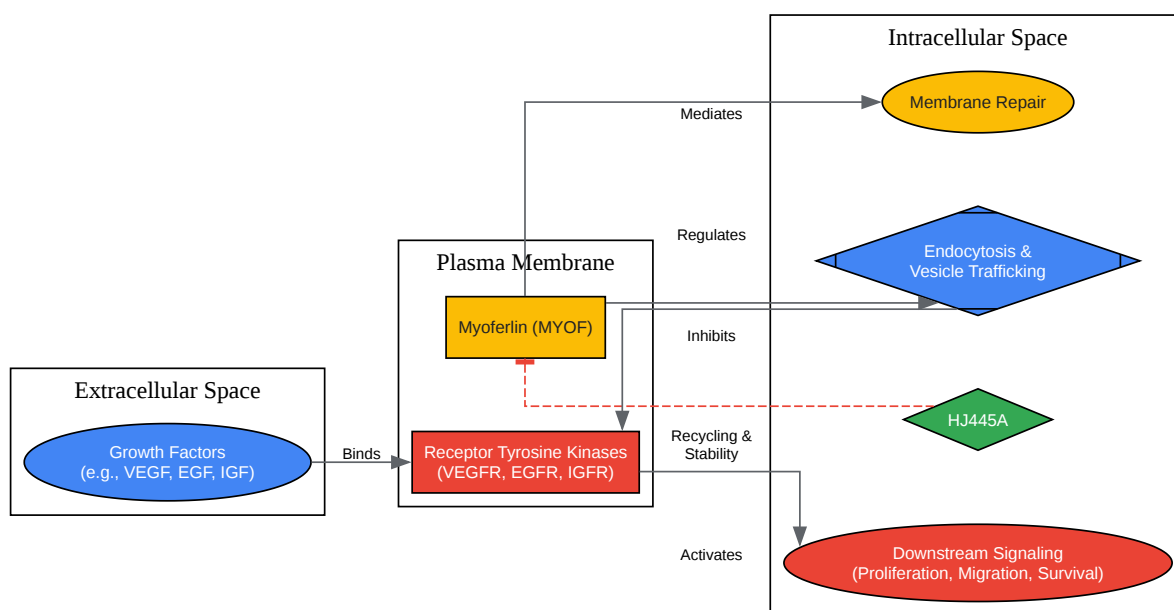 Intracellular Space
Membrane Repair
Mediates
Regulates
Endocytosis &
Vesicle Trafficking
Plasma Membrane
Myoferlin (MYOF)
Inhibits
Extracellular Space
HJ445A
Growth Factors
(e.g., VEGF, EGF, IGF)
Binds
Receptor Tyrosine Kinases
(VEGFR, EGFR, IGFR)
Recycling &
Stability
Activates
Downstream Signaling
(Proliferation, Migration, Survival)